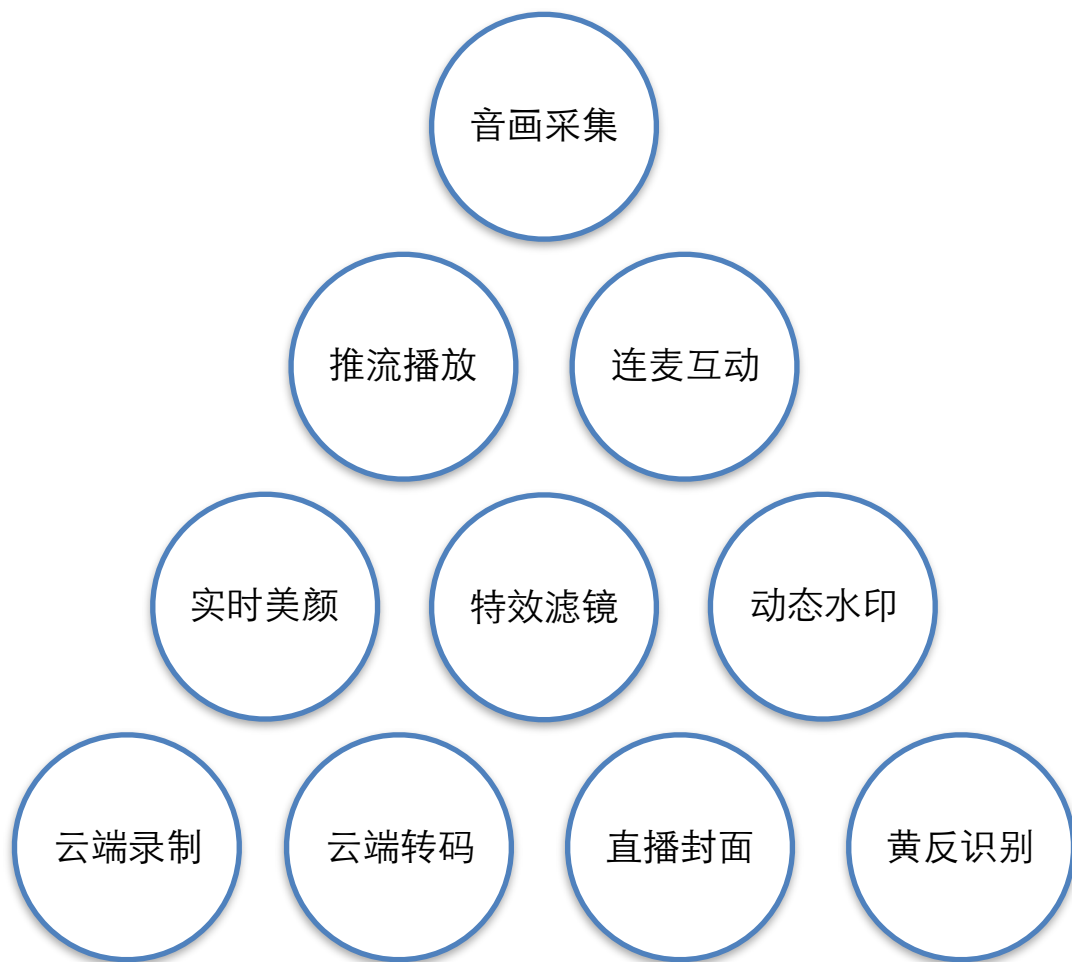 音画采集
推流播放
连麦互动
实时美颜
特效滤镜
动态水印
云端录制
云端转码
直播封面
黄反识别